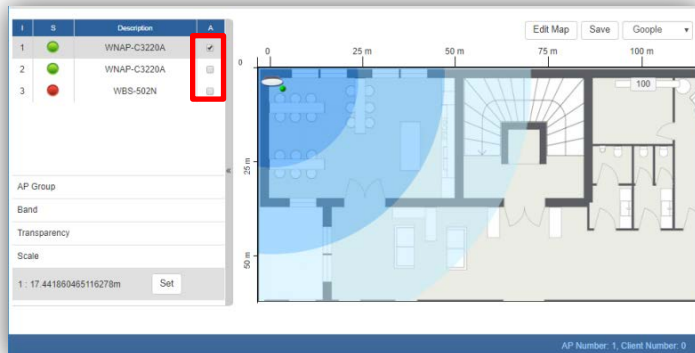 I S Description A
1 WNAP-C3220A
2 WNAP-C3220A
3 WBS-502N
AP Group
Band
Transparency
Scale
1 : 17.441860465116278m Set
Edit Map Save Google
0 25 m 50 m 75 m 100 m
0
25 m
50 m
100
AP Number: 1, Client Number: 0